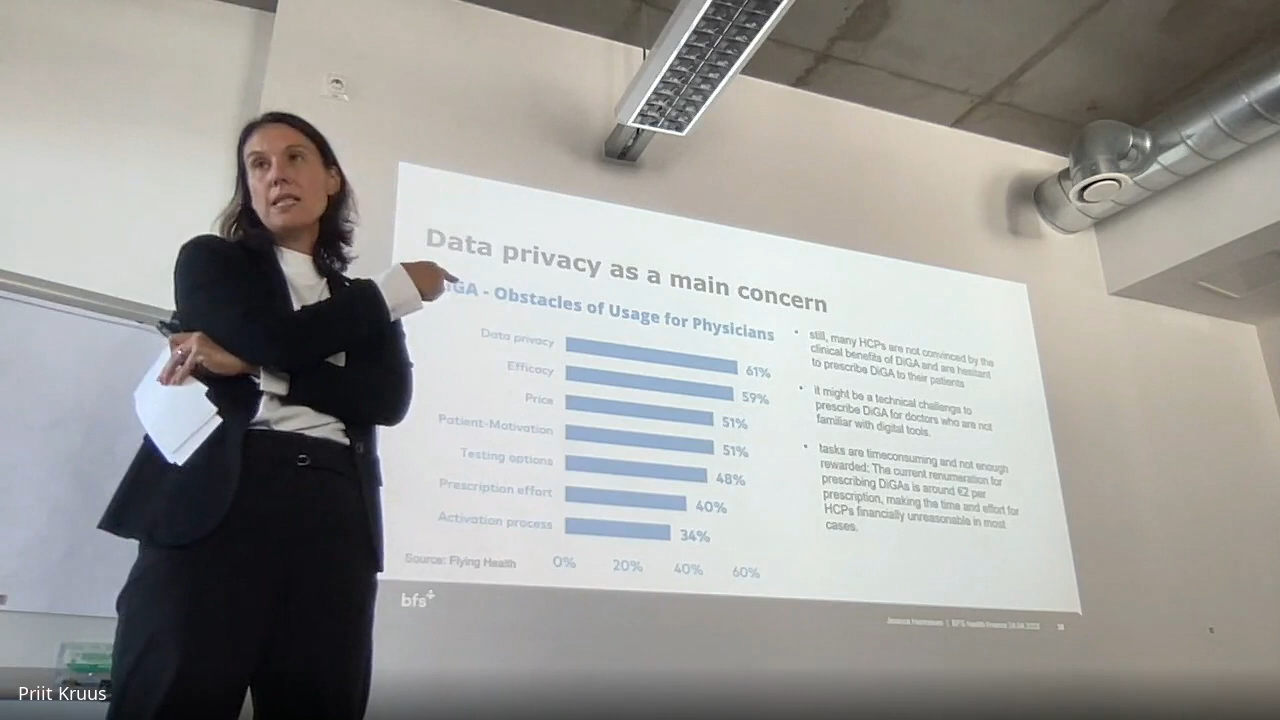 Data privacy as a main concern
iGA - Obstacles of Usage for Physicians
Data privacy 61%
Efficacy 59%
Price 51%
Patient-Motivation 51%
Testing options 48%
Prescription effort 40%
Activation process 34%
0% 20% 40% 60%
Source: Flying Health
• still, many HCPs are not convinced by the
clinical benefits of DiGA and are hesitant
to prescribe DiGA to their patients
• it might be a technical challenge to
prescribe DiGA for doctors who are not
familiar with digital tools.
• tasks are timeconsuming and not enough
rewarded: The current renumeration for
prescribing DiGAs is around €2 per
prescription, making the time and effort for
HCPs financially unreasonable in most
cases.
bfs+
Priit Kruus